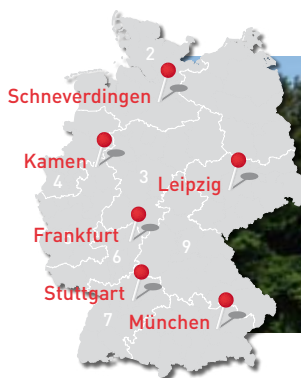 2
Schneverdingen
Kamen
4
3
Leipzig
Frankfurt
9
6
Stuttgart
7
München